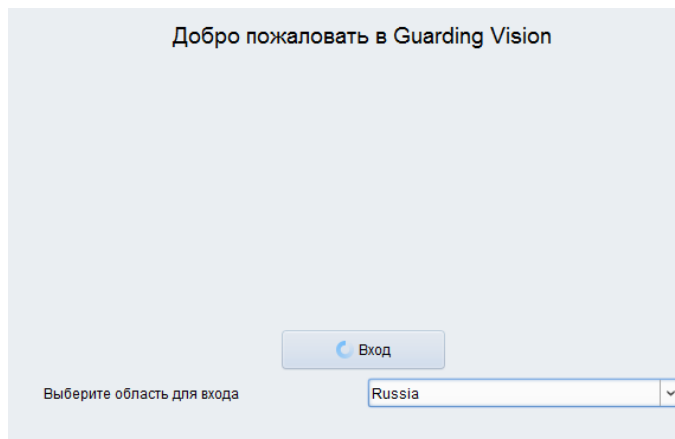 Добро пожаловать в Guarding Vision
Вход
Выберите область для входа
Russia